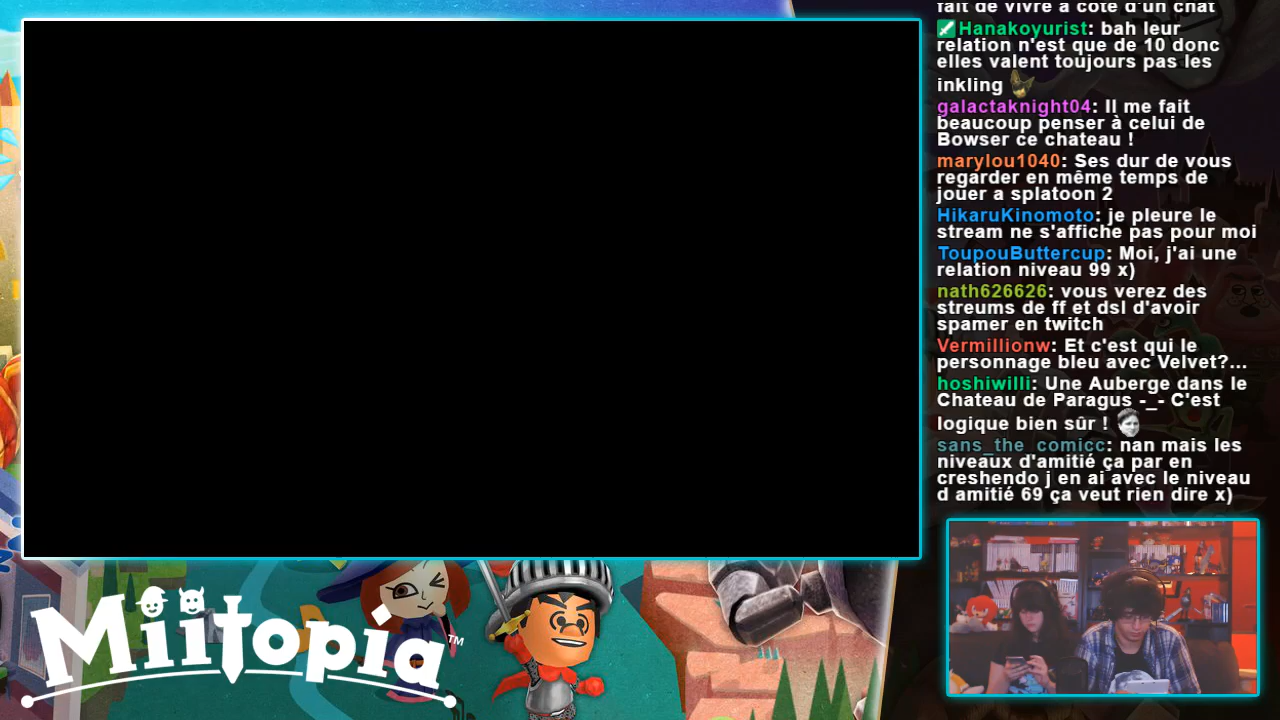 fait de vivre à coté d'un chat
Hanakoyurist: bah leur
relation n'est que de 10 donc
elles valent toujours pas les
inkling
galactaknight04: Il me fait
beaucoup penser à celui de
Bowser ce chateau !
marylou1040: Ses dur de vous
regarder en même temps de
jouer a splatoon 2
HikaruKinomoto: je pleure le
stream ne s'affiche pas pour moi
ToupouButtercup: Moi, j'ai une
relation niveau 99 x)
nath626626: vous verez des
streums de ff et dsl d'avoir
spamer en twitch
Vermillionw: Et c'est qui le
personnage bleu avec Velvet?...
hoshiwilli: Une Auberge dans le
Chateau de Paragus -_- C'est
logique bien sûr !
sans_the_comicc: nan mais les
niveaux d'amitié ça par en
creshendo j en ai avec le niveau
d amitié 69 ça veut rien dire x)
Miitopia™